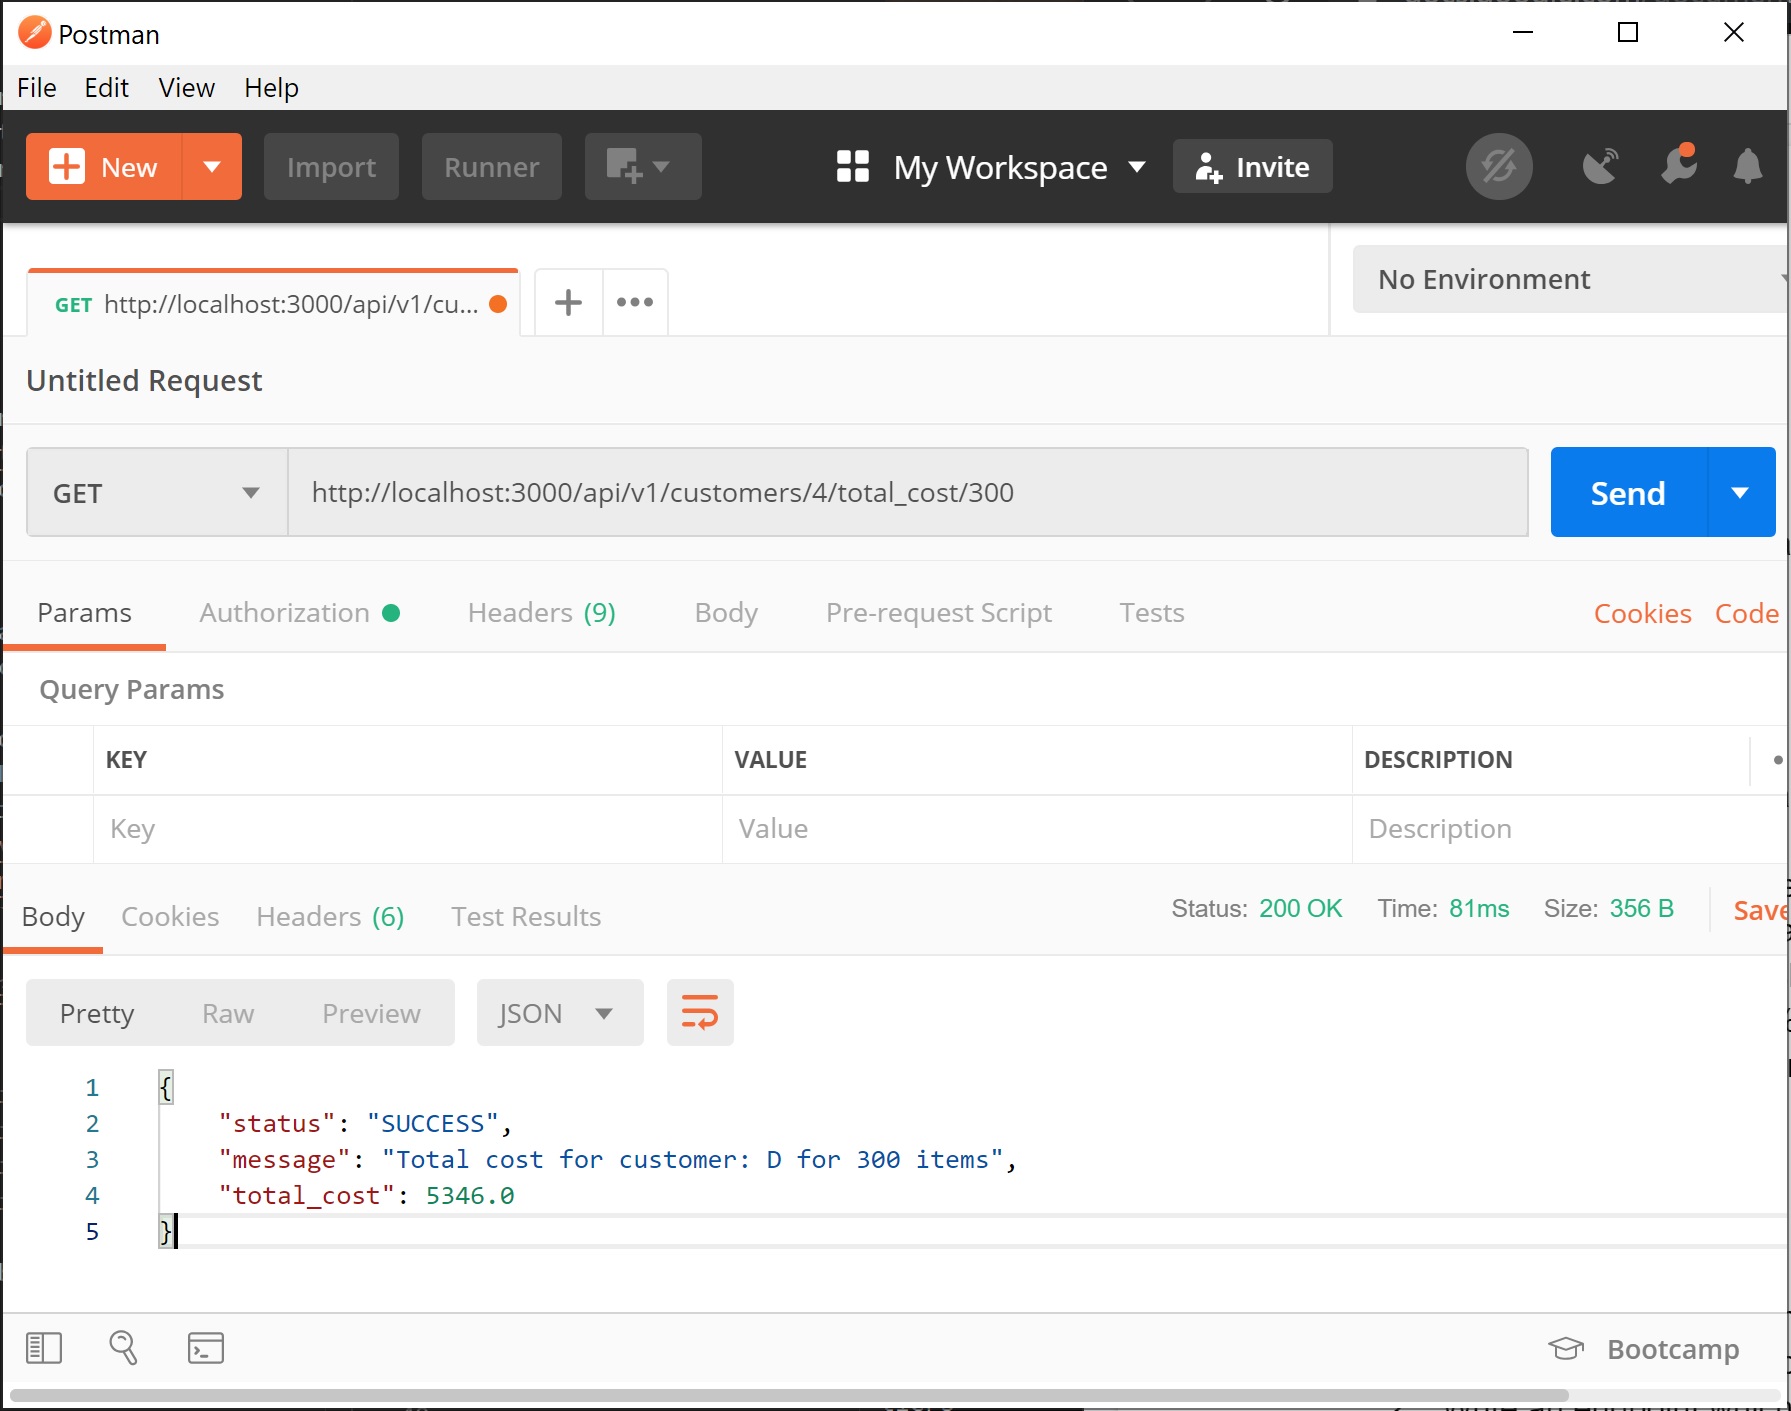 Postman
File Edit View Help
New Import Runner My Workspace Invite
No Environment
GET http://localhost:3000/api/v1/cu...
Untitled Request
GET http://localhost:3000/api/v1/customers/4/total_cost/300 Send
Params Authorization Headers (9) Body Pre-request Script Tests Cookies Code
Query Params
KEY VALUE DESCRIPTION
Key Value Description
Body Cookies Headers (6) Test Results Status: 200 OK Time: 81ms Size: 356 B Save
Pretty Raw Preview JSON
1 {
2 "status": "SUCCESS",
3 "message": "Total cost for customer: D for 300 items",
4 "total_cost": 5346.0
5 }
Bootcamp